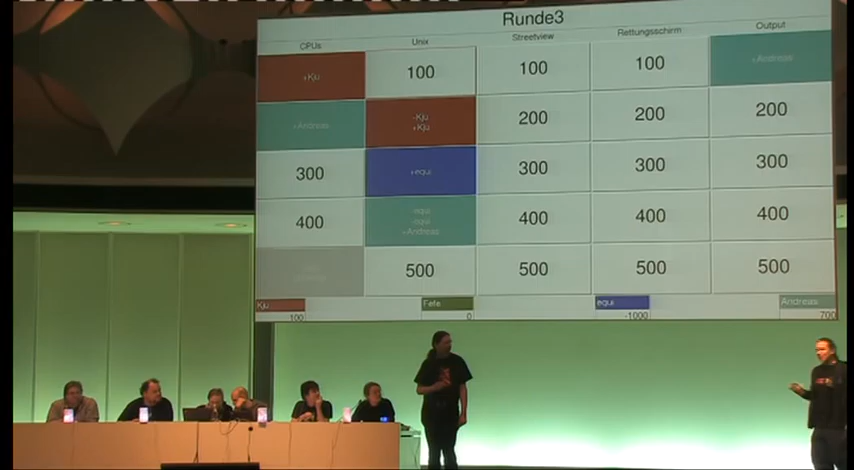 Runde3
CPUs Unix Streetview Rettungsschirm Output
+Kju 100 100 100 +Andreas
+Andreas -Kju 200 200 200
+Kju
300 +equi 300 300 300
400 -equi 400 400 400
-equi
+Andreas
500 500 500 500
Kju Fefe equi Andreas
100 0 -1000 700